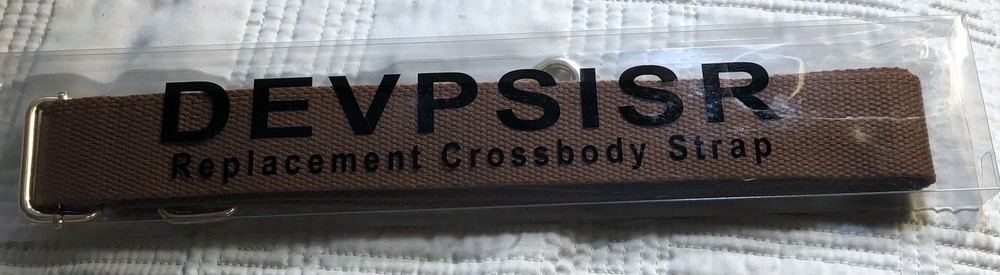 DEVPSISR
Replacement Crossbody Strap